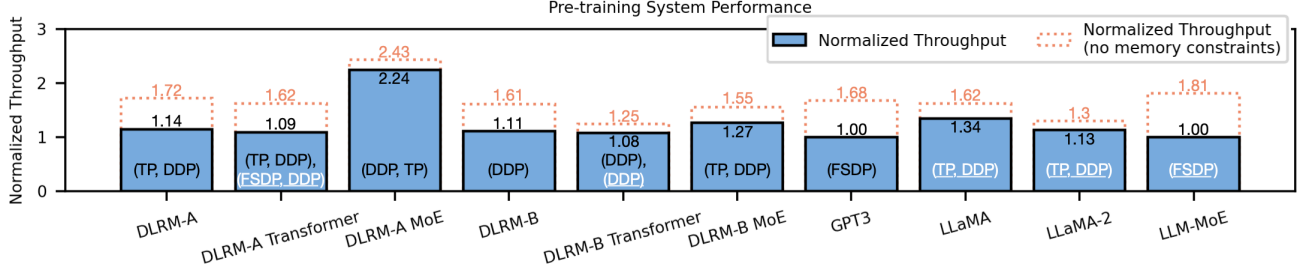 Pre-training System Performance
Normalized Throughput
3
2
1
0
Normalized Throughput
Normalized Throughput
(no memory constraints)
1.72
1.14
(TP, DDP)
1.62
1.09
(TP, DDP),
(FSDP, DDP)
2.43
2.24
(DDP, TP)
1.61
1.11
(DDP)
1.25
1.08
(DDP),
(DDP)
1.55
1.27
(TP, DDP)
1.68
1.00
(FSDP)
1.62
1.34
(TP, DDP)
1.3
1.13
(TP, DDP)
1.81
1.00
(FSDP)
DLRM-A
DLRM-A Transformer
DLRM-A MoE
DLRM-B
DLRM-B Transformer
DLRM-B MoE
GPT3
LLaMA
LLaMA-2
LLM-MoE